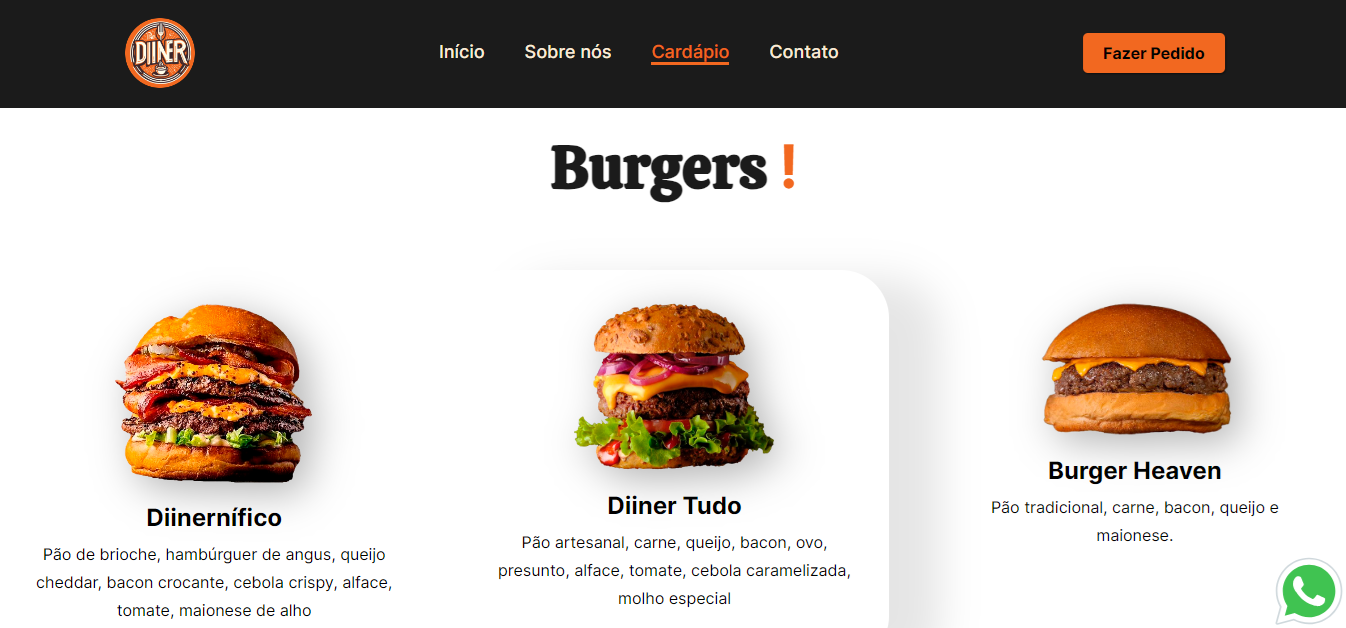 DIINER
Início Sobre nós Cardápio Contato
Fazer Pedido
Burgers !
Diinernífico
Pão de brioche, hambúrguer de angus, queijo
cheddar, bacon crocante, cebola crispy, alface,
tomate, maionese de alho
Diiner Tudo
Pão artesanal, carne, queijo, bacon, ovo,
presunto, alface, tomate, cebola caramelizada,
molho especial
Burger Heaven
Pão tradicional, carne, bacon, queijo e
maionese.